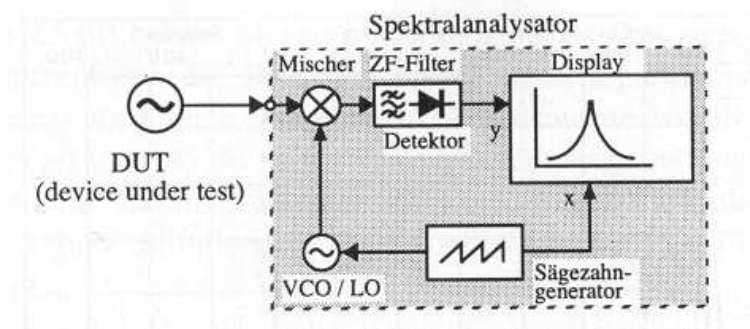 Spektralanalysator
Mischer ZF-Filter Display
Detektor
y
DUT
(device under test)
x
VCO / LO
Sägezahn-
generator